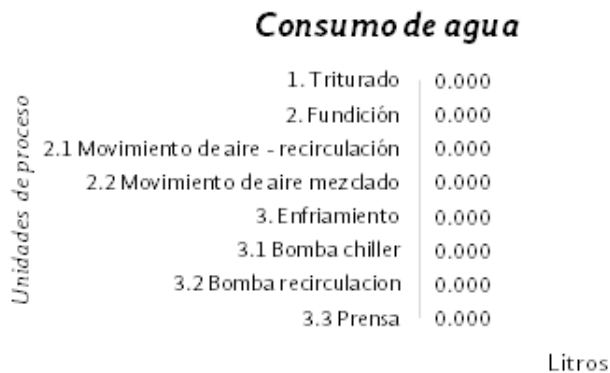 Consumo de agua
Unidades de proceso
1. Triturado 0.000
2. Fundición 0.000
2.1 Movimiento de aire - recirculación 0.000
2.2 Movimiento de aire mezclado 0.000
3. Enfriamiento 0.000
3.1 Bomba chiller 0.000
3.2 Bomba recirculacion 0.000
3.3 Prensa 0.000
Litros